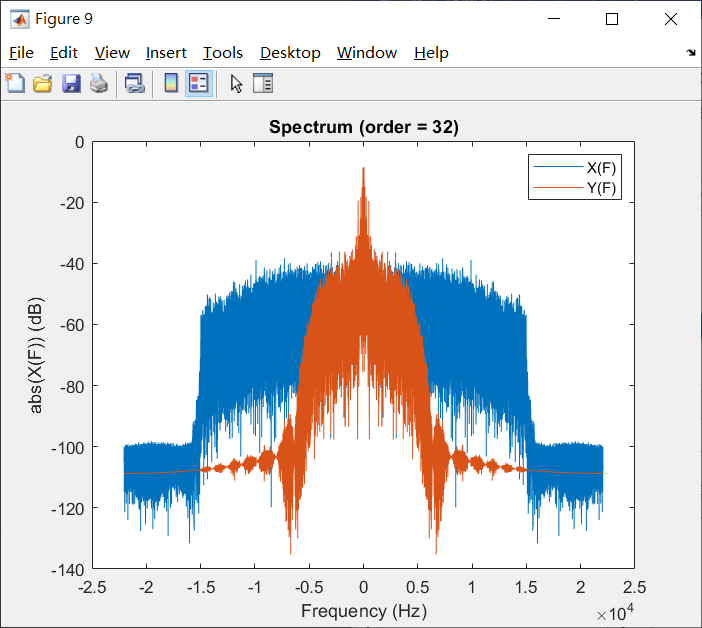 Figure 9
File Edit View Insert Tools Desktop Window Help
Spectrum (order = 32)
X(F)
Y(F)
abs(X(F)) (dB)
0
-20
-40
-60
-80
-100
-120
-140
-2.5 -2 -1.5 -1 -0.5 0 0.5 1 1.5 2 2.5
Frequency (Hz)
×10⁴